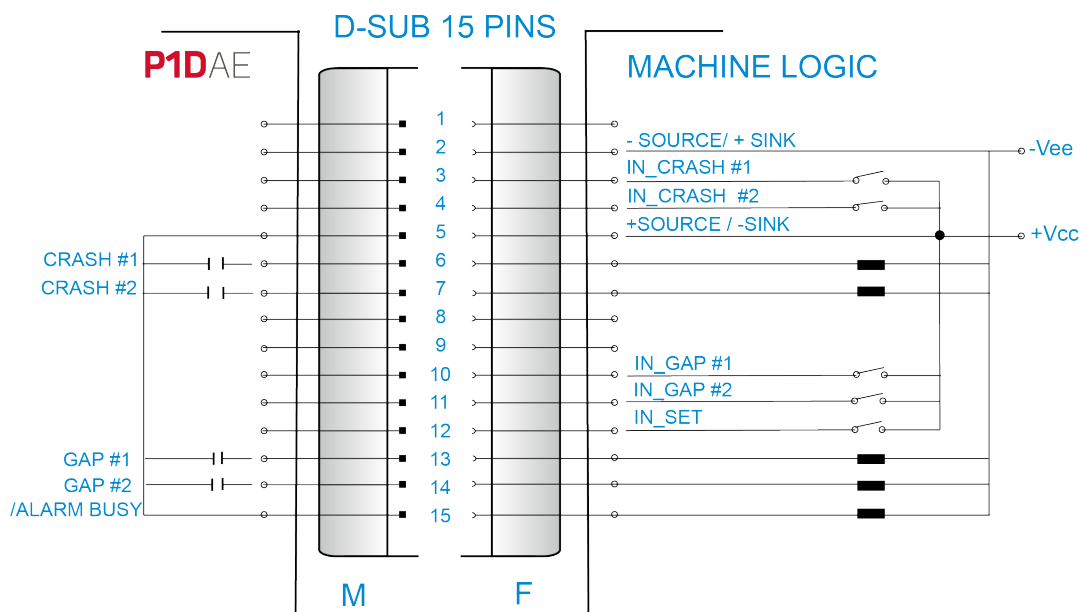 D-SUB 15 PINS
P1DAE
MACHINE LOGIC
1
2
- SOURCE/ + SINK
-Vee
3
IN_CRASH #1
4
IN_CRASH #2
5
+SOURCE / -SINK
+Vcc
CRASH #1
6
CRASH #2
7
8
9
10
IN_GAP #1
11
IN_GAP #2
12
IN_SET
GAP #1
13
GAP #2
14
/ALARM BUSY
15
M
F